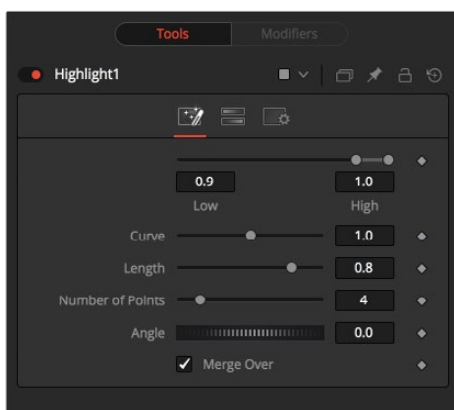 Tools Modifiers
Highlight1
0.9 1.0
Low High
Curve 1.0
Length 0.8
Number of Points 4
Angle 0.0
Merge Over